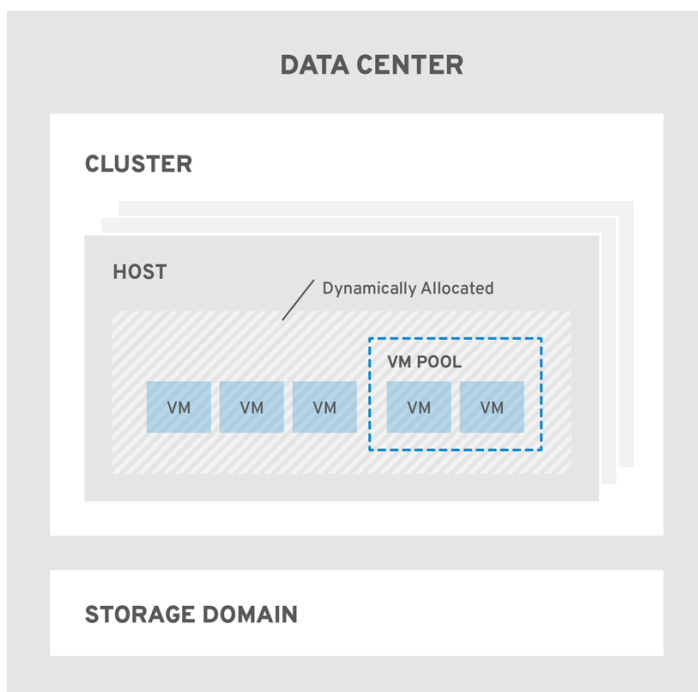 DATA CENTER
CLUSTER
HOST
Dynamically Allocated
VM POOL
VM VM VM VM VM
STORAGE DOMAIN